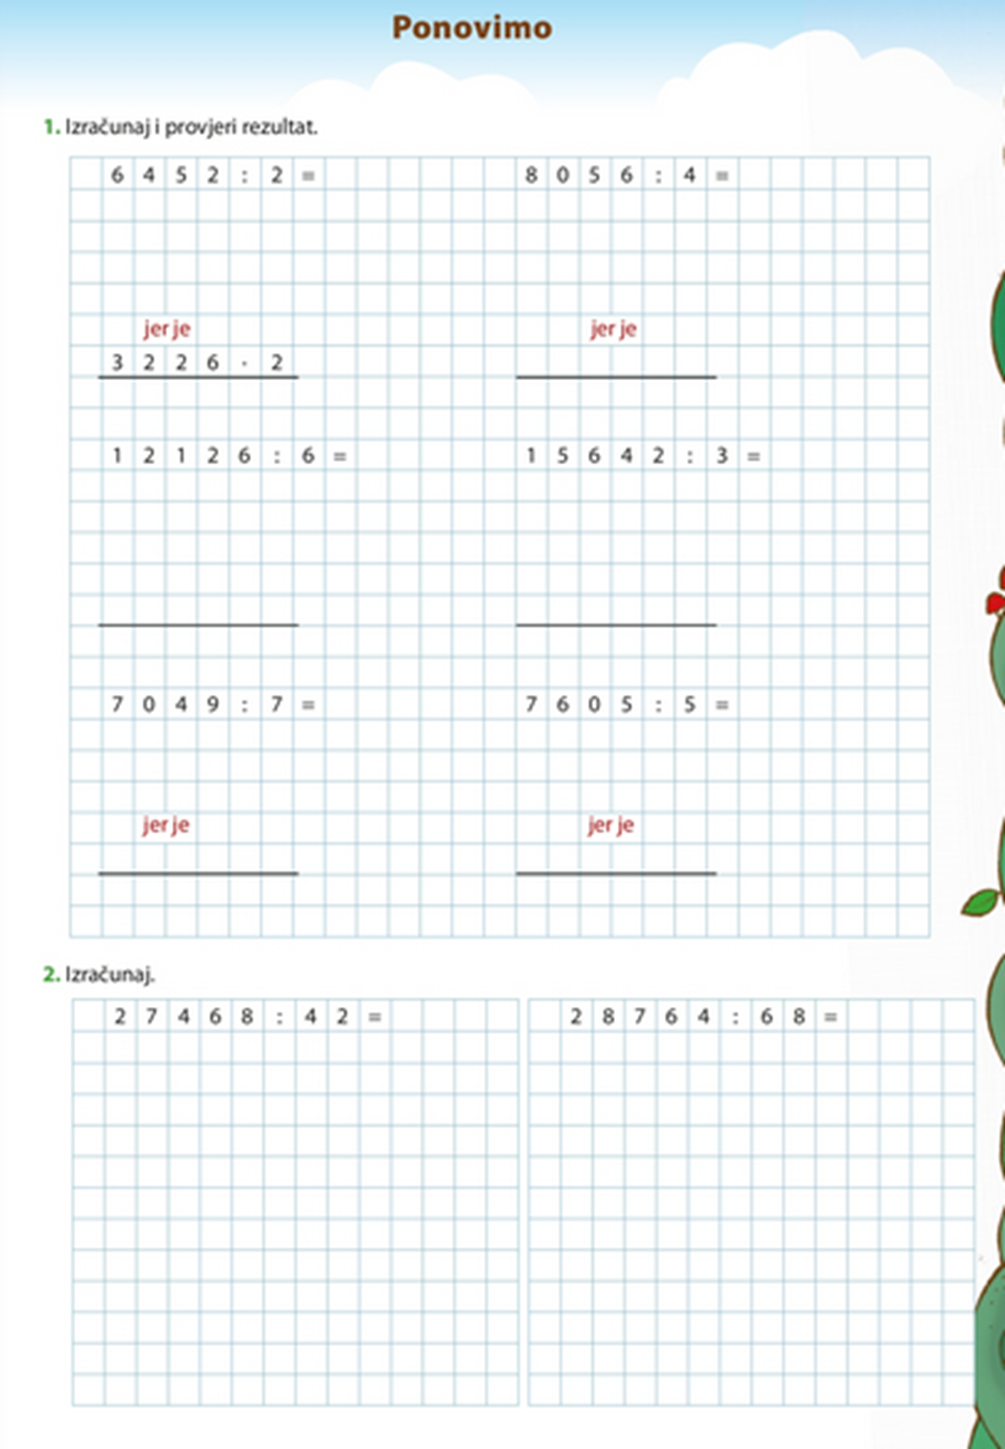 Ponovimo
1. Izračunaj i provjeri rezultat.
6 4 5 2 : 2 =
8 0 5 6 : 4 =
jer je
jer je
3 2 2 6 · 2
1 2 1 2 6 : 6 =
1 5 6 4 2 : 3 =
7 0 4 9 : 7 =
7 6 0 5 : 5 =
jer je
jer je
2. Izračunaj.
2 7 4 6 8 : 4 2 =
2 8 7 6 4 : 6 8 =